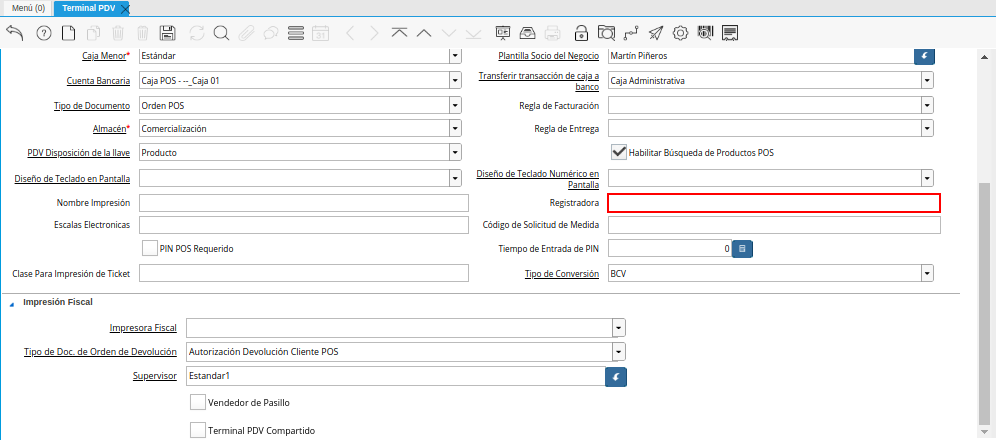 Menú (0)
Terminal PDV
Caja Menor* Estándar
Plantilla Socio del Negocio Martín Piñeros
Cuenta Bancaria Caja POS - --_Caja 01
Transferir transacción de caja a
banco Caja Administrativa
Tipo de Documento Orden POS
Regla de Facturación
Almacén* Comercialización
Regla de Entrega
PDV Disposición de la llave Producto
Habilitar Búsqueda de Productos POS
Diseño de Teclado en Pantalla
Diseño de Teclado Numérico en
Pantalla
Nombre Impresión
Registradora
Escalas Electronicas
Código de Solicitud de Medida
PIN POS Requerido
Tiempo de Entrada de PIN 0
Clase Para Impresión de Ticket
Tipo de Conversión BCV
Impresión Fiscal
Impresora Fiscal
Tipo de Doc. de Orden de Devolución Autorización Devolución Cliente POS
Supervisor Estandar1
Vendedor de Pasillo
Terminal PDV Compartido